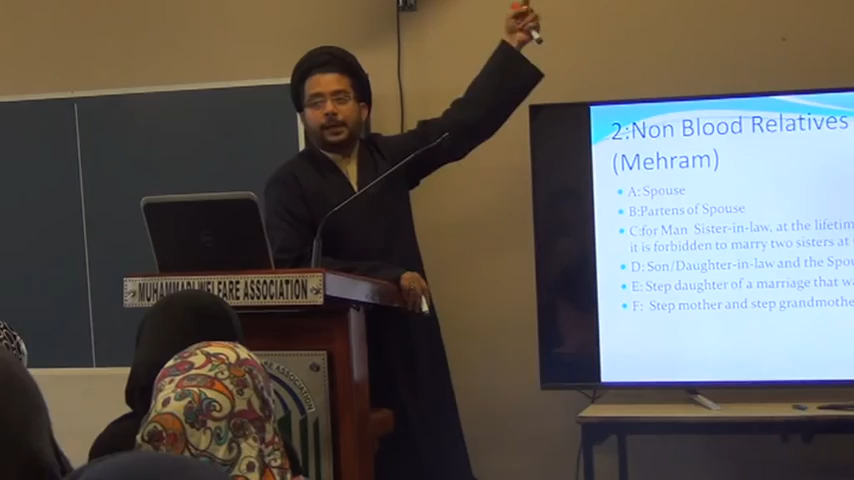 2:Non Blood Relatives
(Mehram)
A: Spouse
B:Partens of Spouse
C:for Man Sister-in-law, at the lifetim
it is forbidden to marry two sisters at
D: Son/Daughter-in-law and the Spou
E: Step daughter of a marriage that wa
F: Step mother and step grandmothe
MUHAMMADI WELFARE ASSOCIATION
ASSOCIATION